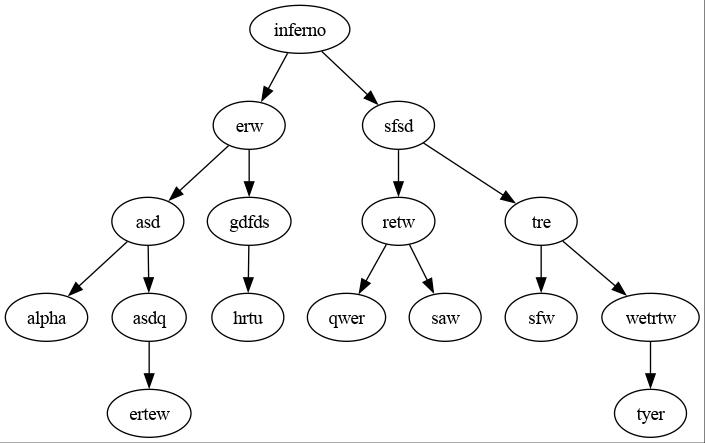 inferno
erw
sfsd
asd
gdfds
retw
tre
alpha
asdq
hrtu
qwer
saw
sfw
wetrtw
ertew
tyer